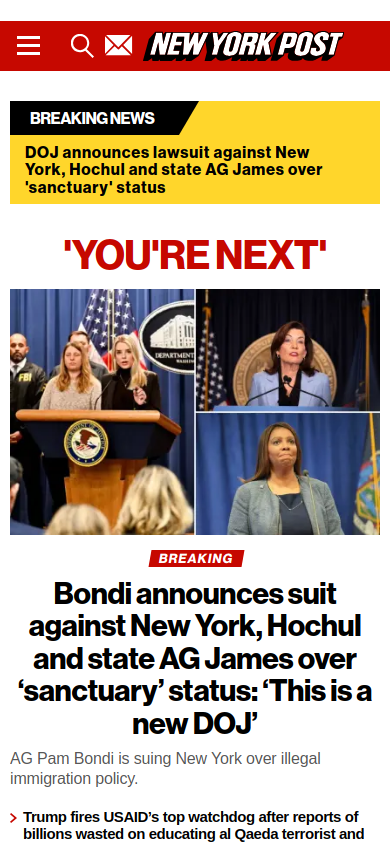 NEW YORK POST
BREAKING NEWS
DOJ announces lawsuit against New
York, Hochul and state AG James over
'sanctuary' status
'YOU'RE NEXT'
FBI
DEPARTMENT
BREAKING
Bondi announces suit
against New York, Hochul
and state AG James over
‘sanctuary’ status: ‘This is a
new DOJ’
AG Pam Bondi is suing New York over illegal
immigration policy.
Trump fires USAID’s top watchdog after reports of
billions wasted on educating al Qaeda terrorist and